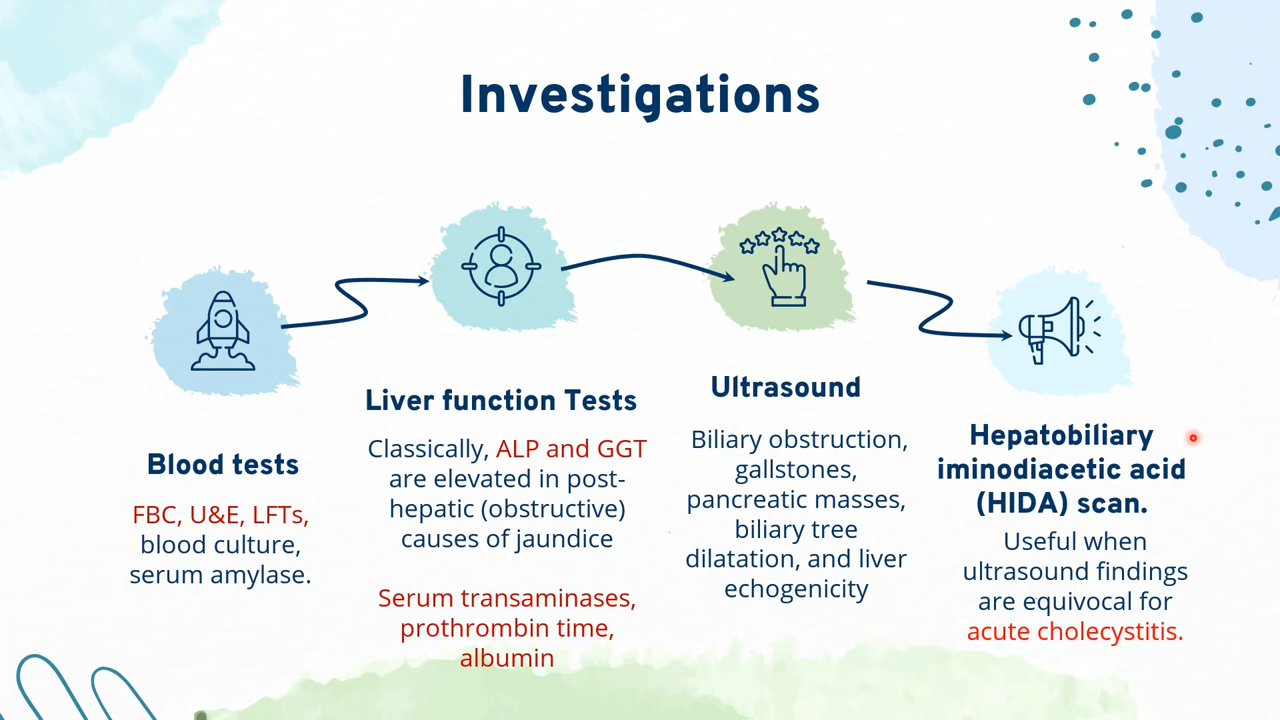 Investigations
Blood tests
FBC, U&E, LFTs,
blood culture,
serum amylase.
Liver function Tests
Classically, ALP and GGT
are elevated in post-
hepatic (obstructive)
causes of jaundice
Serum transaminases,
prothrombin time,
albumin
Ultrasound
Biliary obstruction,
gallstones,
pancreatic masses,
biliary tree
dilatation, and liver
echogenicity
Hepatobiliary
iminodiacetic acid
(HIDA) scan.
Useful when
ultrasound findings
are equivocal for
acute cholecystitis.